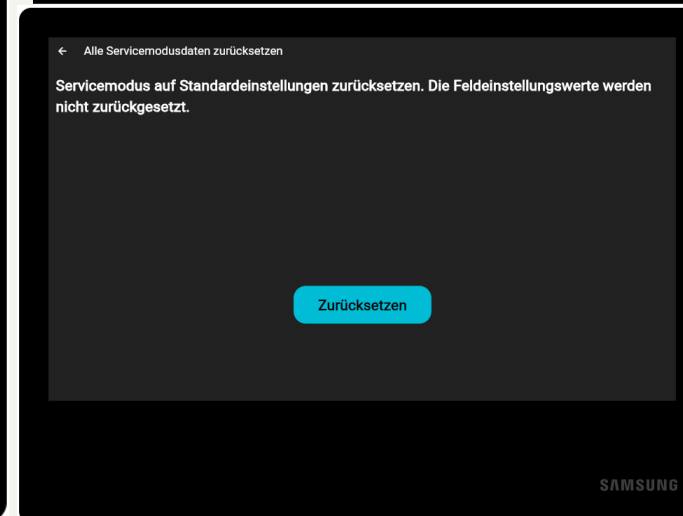 ← Alle Servicemodusdaten zurücksetzen
Servicemodus auf Standardeinstellungen zurücksetzen. Die Feldeinstellungswerte werden
nicht zurückgesetzt.
Zurücksetzen
SAMSUNG